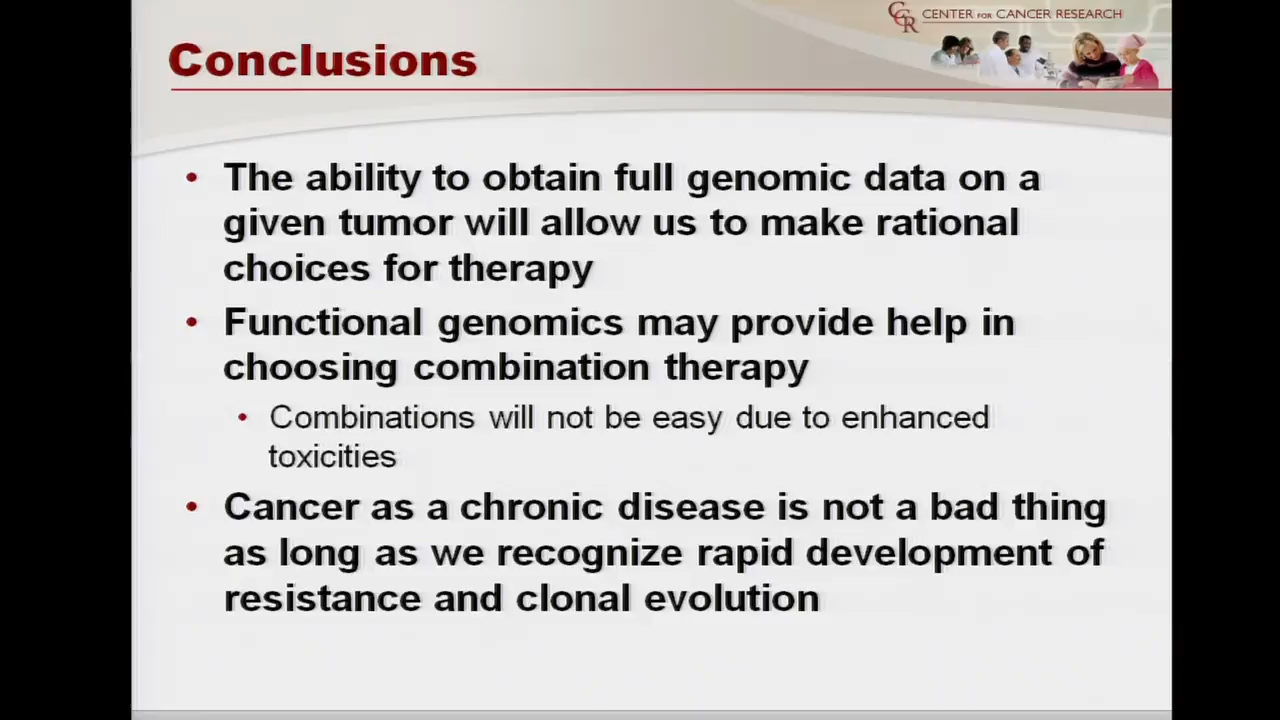 CCR CENTER FOR CANCER RESEARCH
Conclusions
• The ability to obtain full genomic data on a
given tumor will allow us to make rational
choices for therapy
• Functional genomics may provide help in
choosing combination therapy
• Combinations will not be easy due to enhanced
toxicities
• Cancer as a chronic disease is not a bad thing
as long as we recognize rapid development of
resistance and clonal evolution